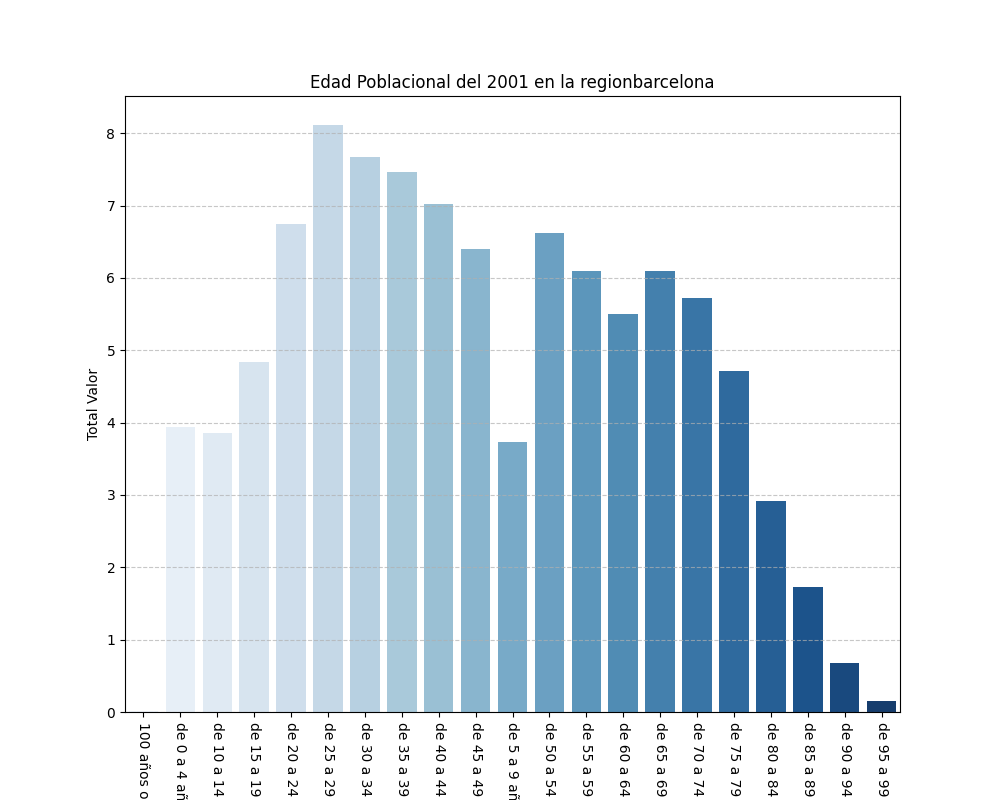 Edad Poblacional del 2001 en la regionbarcelona
Total Valor
8
7
6
5
4
3
2
1
0
100 años o
de 0 a 4 añ
de 10 a 14
de 15 a 19
de 20 a 24
de 25 a 29
de 30 a 34
de 35 a 39
de 40 a 44
de 45 a 49
de 5 a 9 añ
de 50 a 54
de 55 a 59
de 60 a 64
de 65 a 69
de 70 a 74
de 75 a 79
de 80 a 84
de 85 a 89
de 90 a 94
de 95 a 99